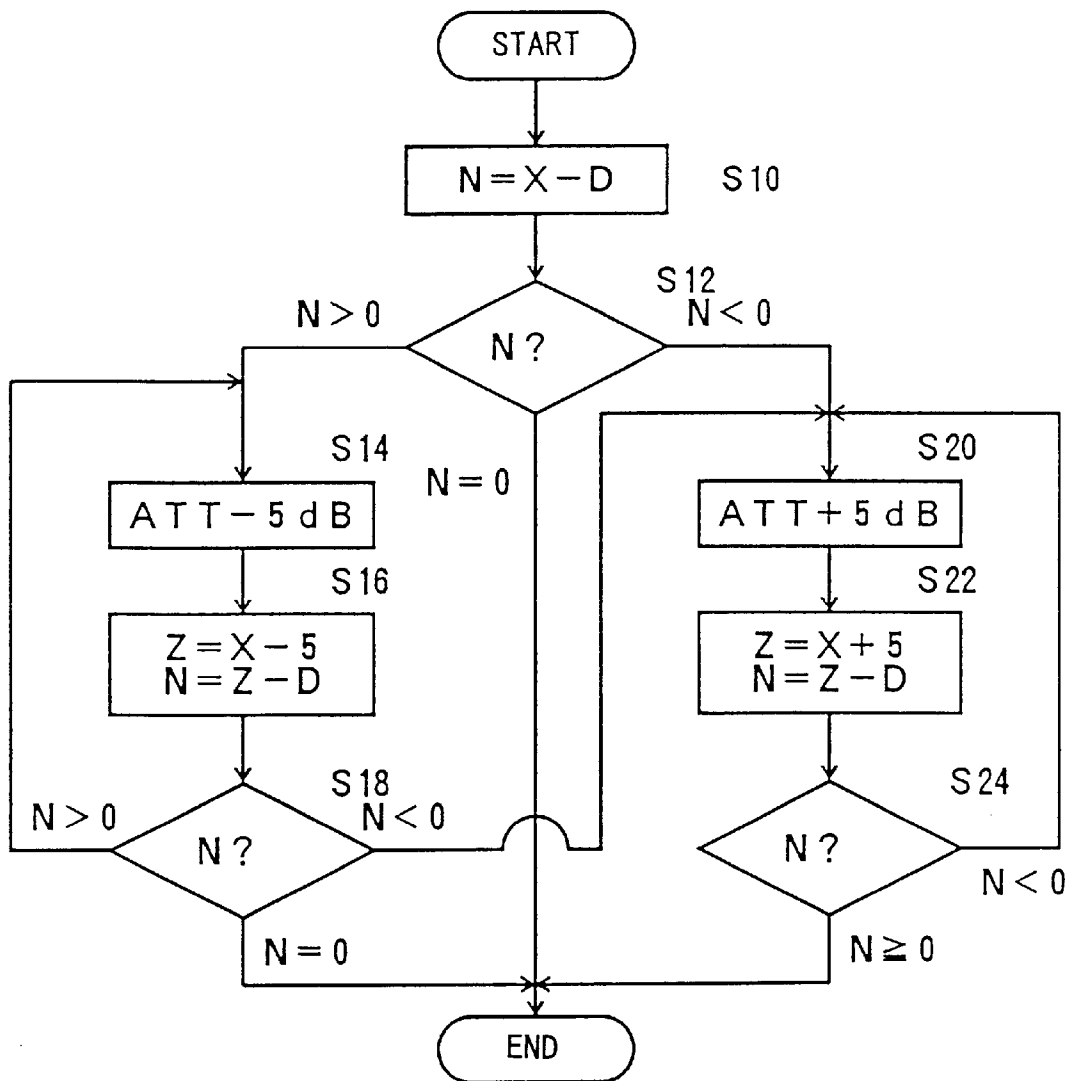 START
N=X-D
S10
S12
N>0
N<0
N?
S14
S20
N=0
ATT-5dB
ATT+5dB
S16
S22
Z=X-5
N=Z-D
Z=X+5
N=Z-D
S18
S24
N>0
N<0
N?
N?
N<0
N=0
N≧0
END